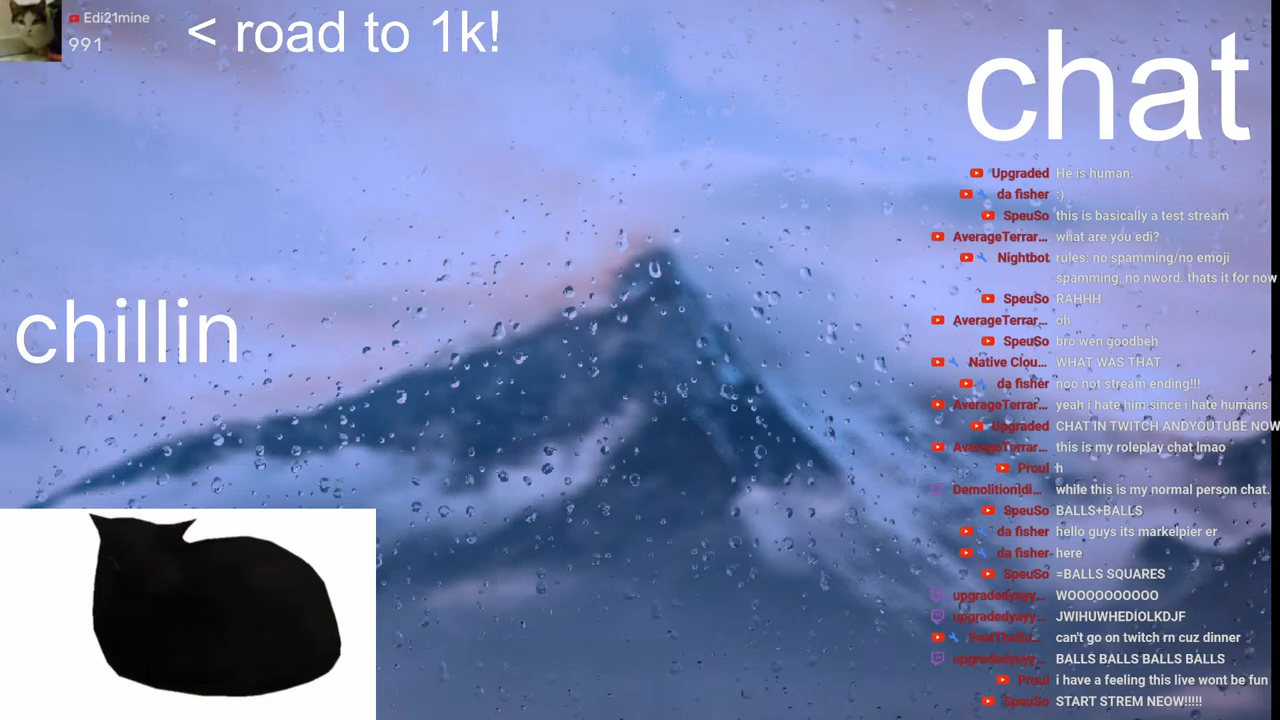 Edi21mine
991
< road to 1k!
chat
chillin
Upgraded He is human.
da fisher :)
SpeuSo this is basically a test stream
AverageTerrar... what are you edi?
Nightbot rules: no spamming/no emoji
spamming, no nword. thats it for now
SpeuSo RAHHH
AverageTerrar... oh
SpeuSo bro wen goodbeh
Native Clou... WHAT WAS THAT
da fisher noo not stream ending!!!
AverageTerrar... yeah i hate him since i hate humans
Upgraded CHAT IN TWITCH ANDYOUTUBE NOW
AverageTerrar... this is my roleplay chat lmao
Proul h
Demolitionidi... while this is my normal person chat.
SpeuSo BALLS+BALLS
da fisher hello guys its markelpier er
da fisher here
SpeuSo =BALLS SQUARES
upgradedyayy... WOOOOOOOOOO
upgradedyayy... JWIHUWHEDIOLKDJF
can't go on twitch rn cuz dinner
upgradedyayy... BALLS BALLS BALLS BALLS
Proul i have a feeling this live wont be fun
SpeuSo START STREM NEOW!!!!!